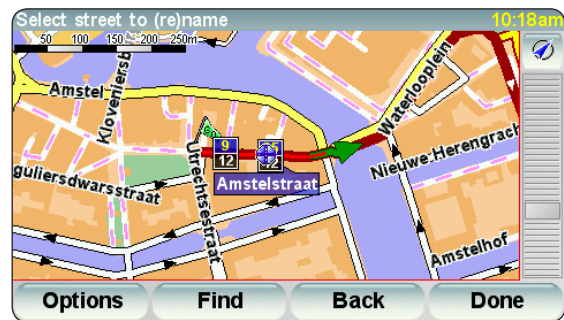 Select street to (re)name
10:18am
50 100 150 200 250m
Amstel
Kloveniersb
Waterlooplein
9
12
12
Amstelstraat
Utrechtsestraat
Nieuwe-Herengrach
guliersdwarsstraat
Amstelhof
Options
Find
Back
Done